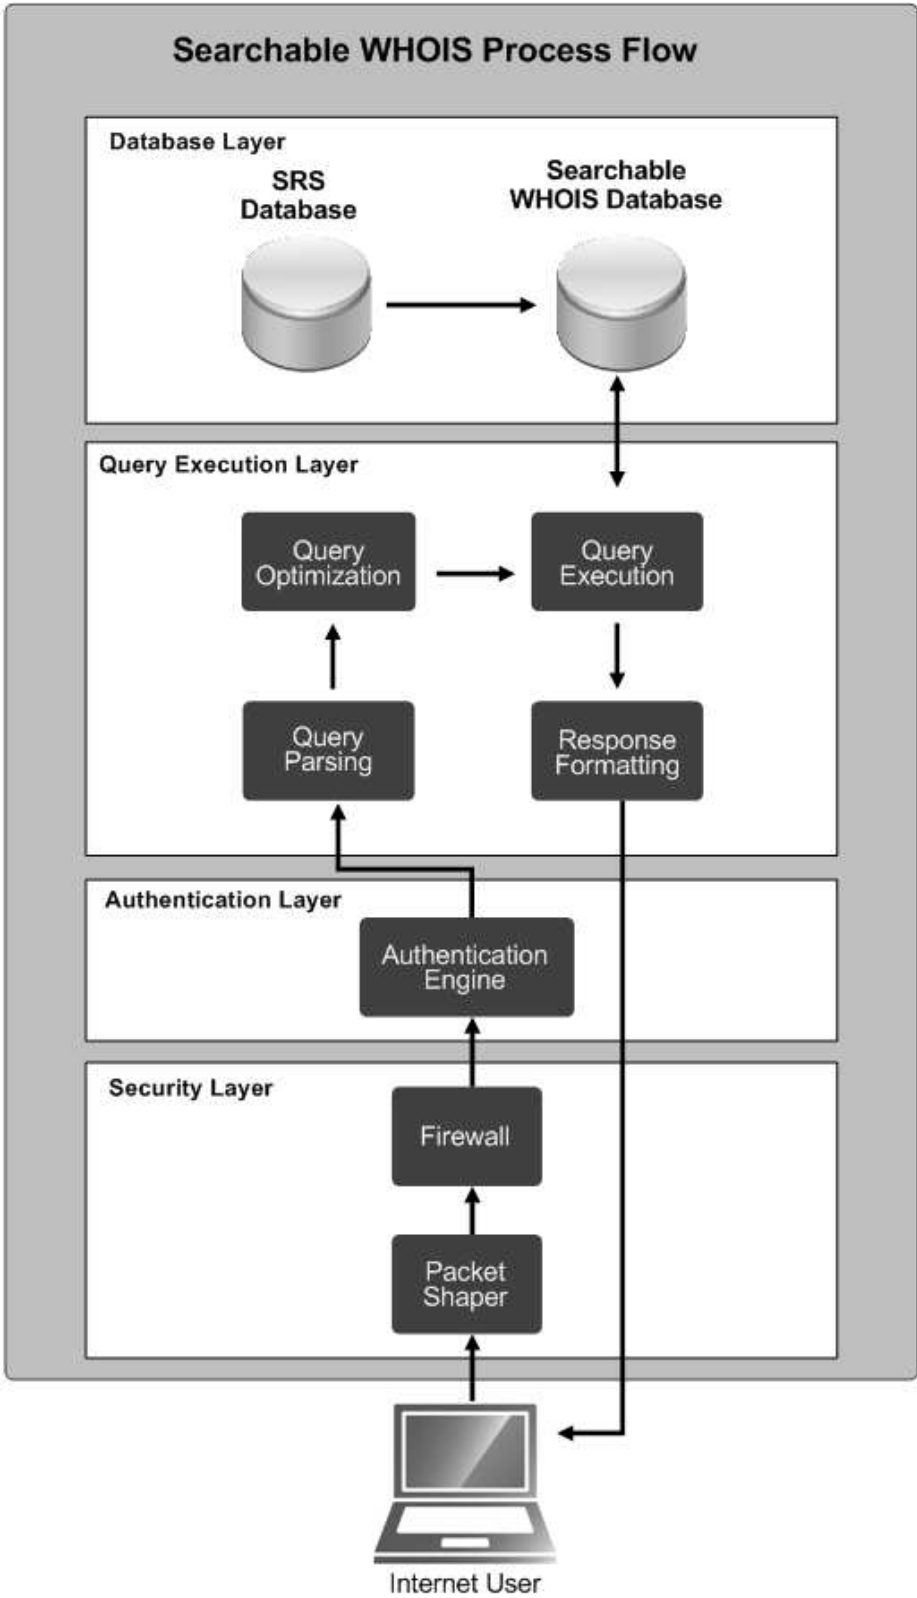 Searchable WHOIS Process Flow
Database Layer
SRS
Database
Searchable
WHOIS Database
Query Execution Layer
Query
Optimization
Query
Execution
Query
Parsing
Response
Formatting
Authentication Layer
Authentication
Engine
Security Layer
Firewall
Packet
Shaper
Internet User